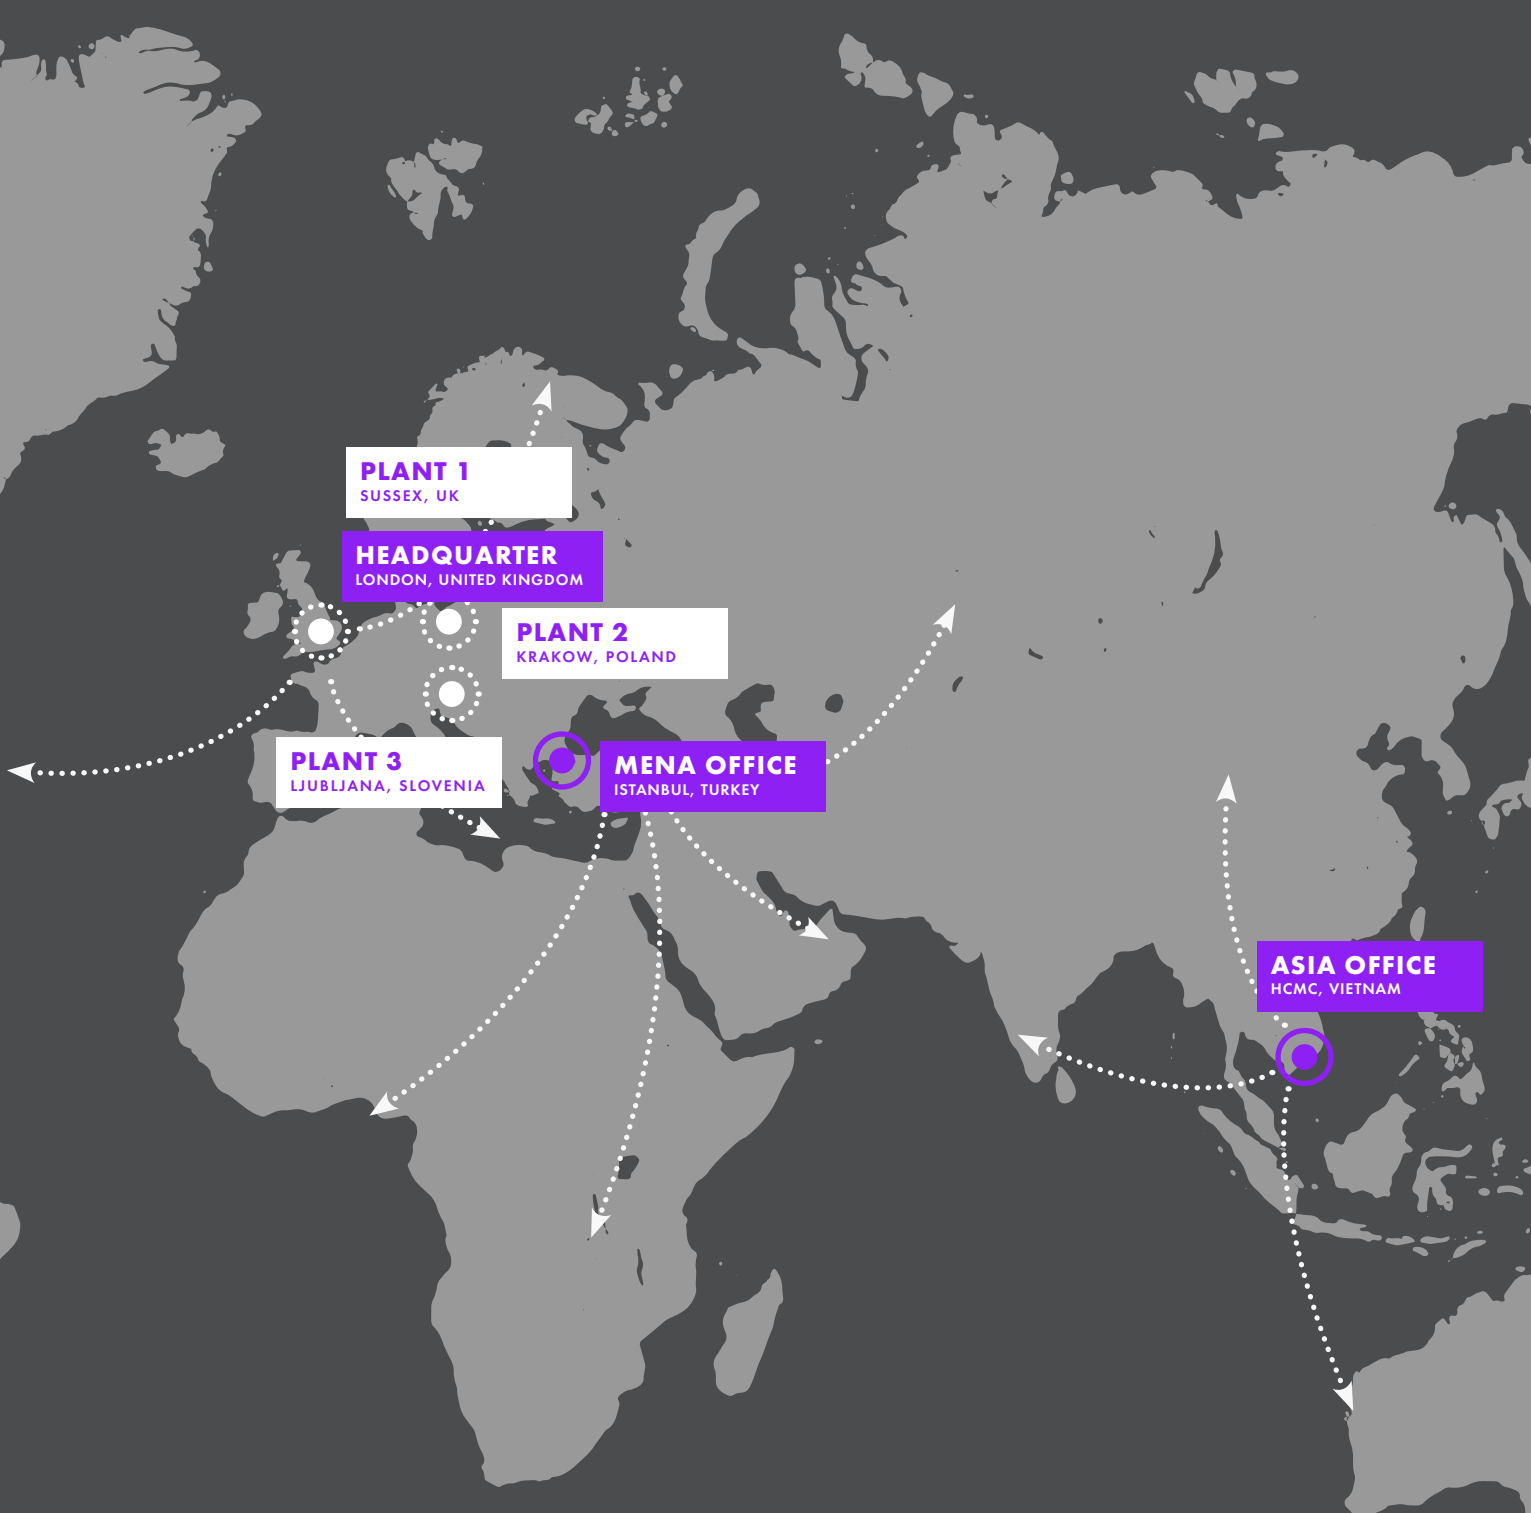 PLANT 1
SUSSEX, UK
HEADQUARTER
LONDON, UNITED KINGDOM
PLANT 2
KRAKOW, POLAND
PLANT 3
LJUBLJANA, SLOVENIA
MENA OFFICE
ISTANBUL, TURKEY
ASIA OFFICE
HCMC, VIETNAM